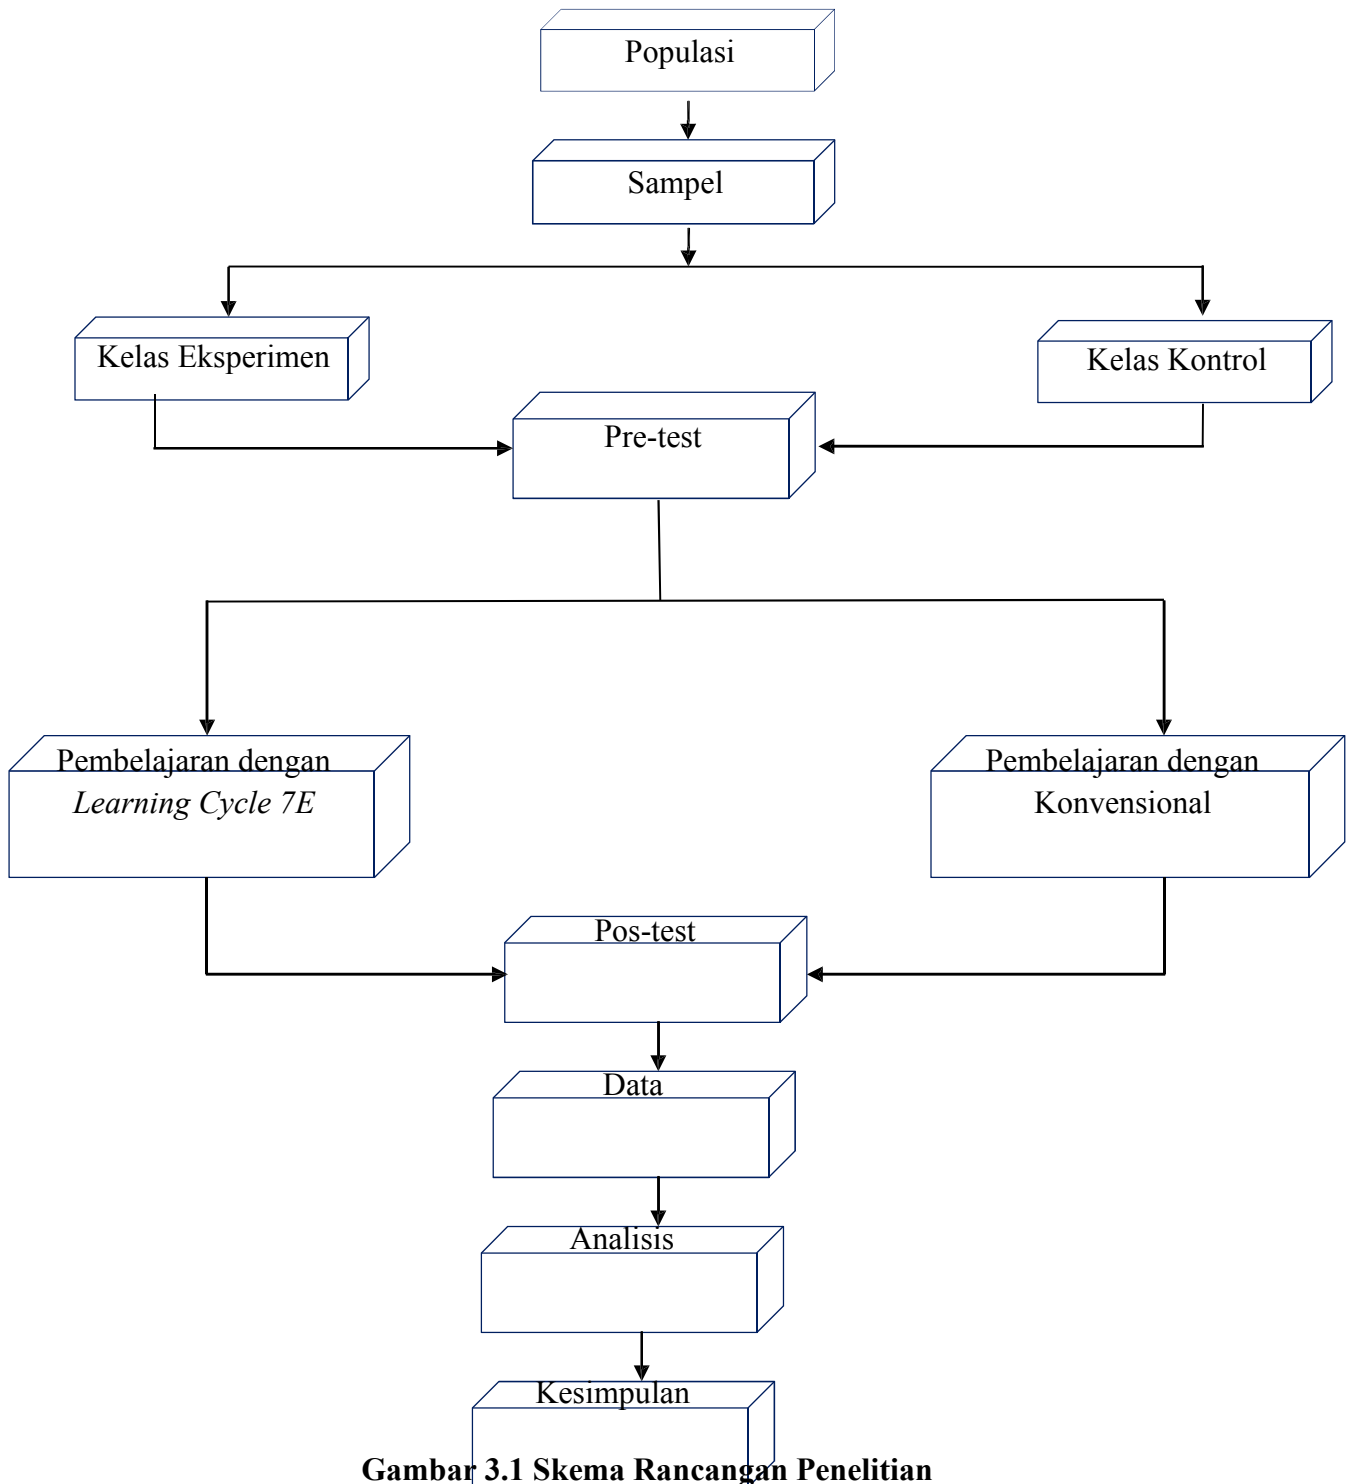 Populasi
Sampel
Kelas Eksperimen
Kelas Kontrol
Pre-test
Pembelajaran dengan
Learning Cycle 7E
Pembelajaran dengan
Konvensional
Pos-test
Data
Analisis
Kesimpulan
Gambar 3.1 Skema Rancangan Penelitian